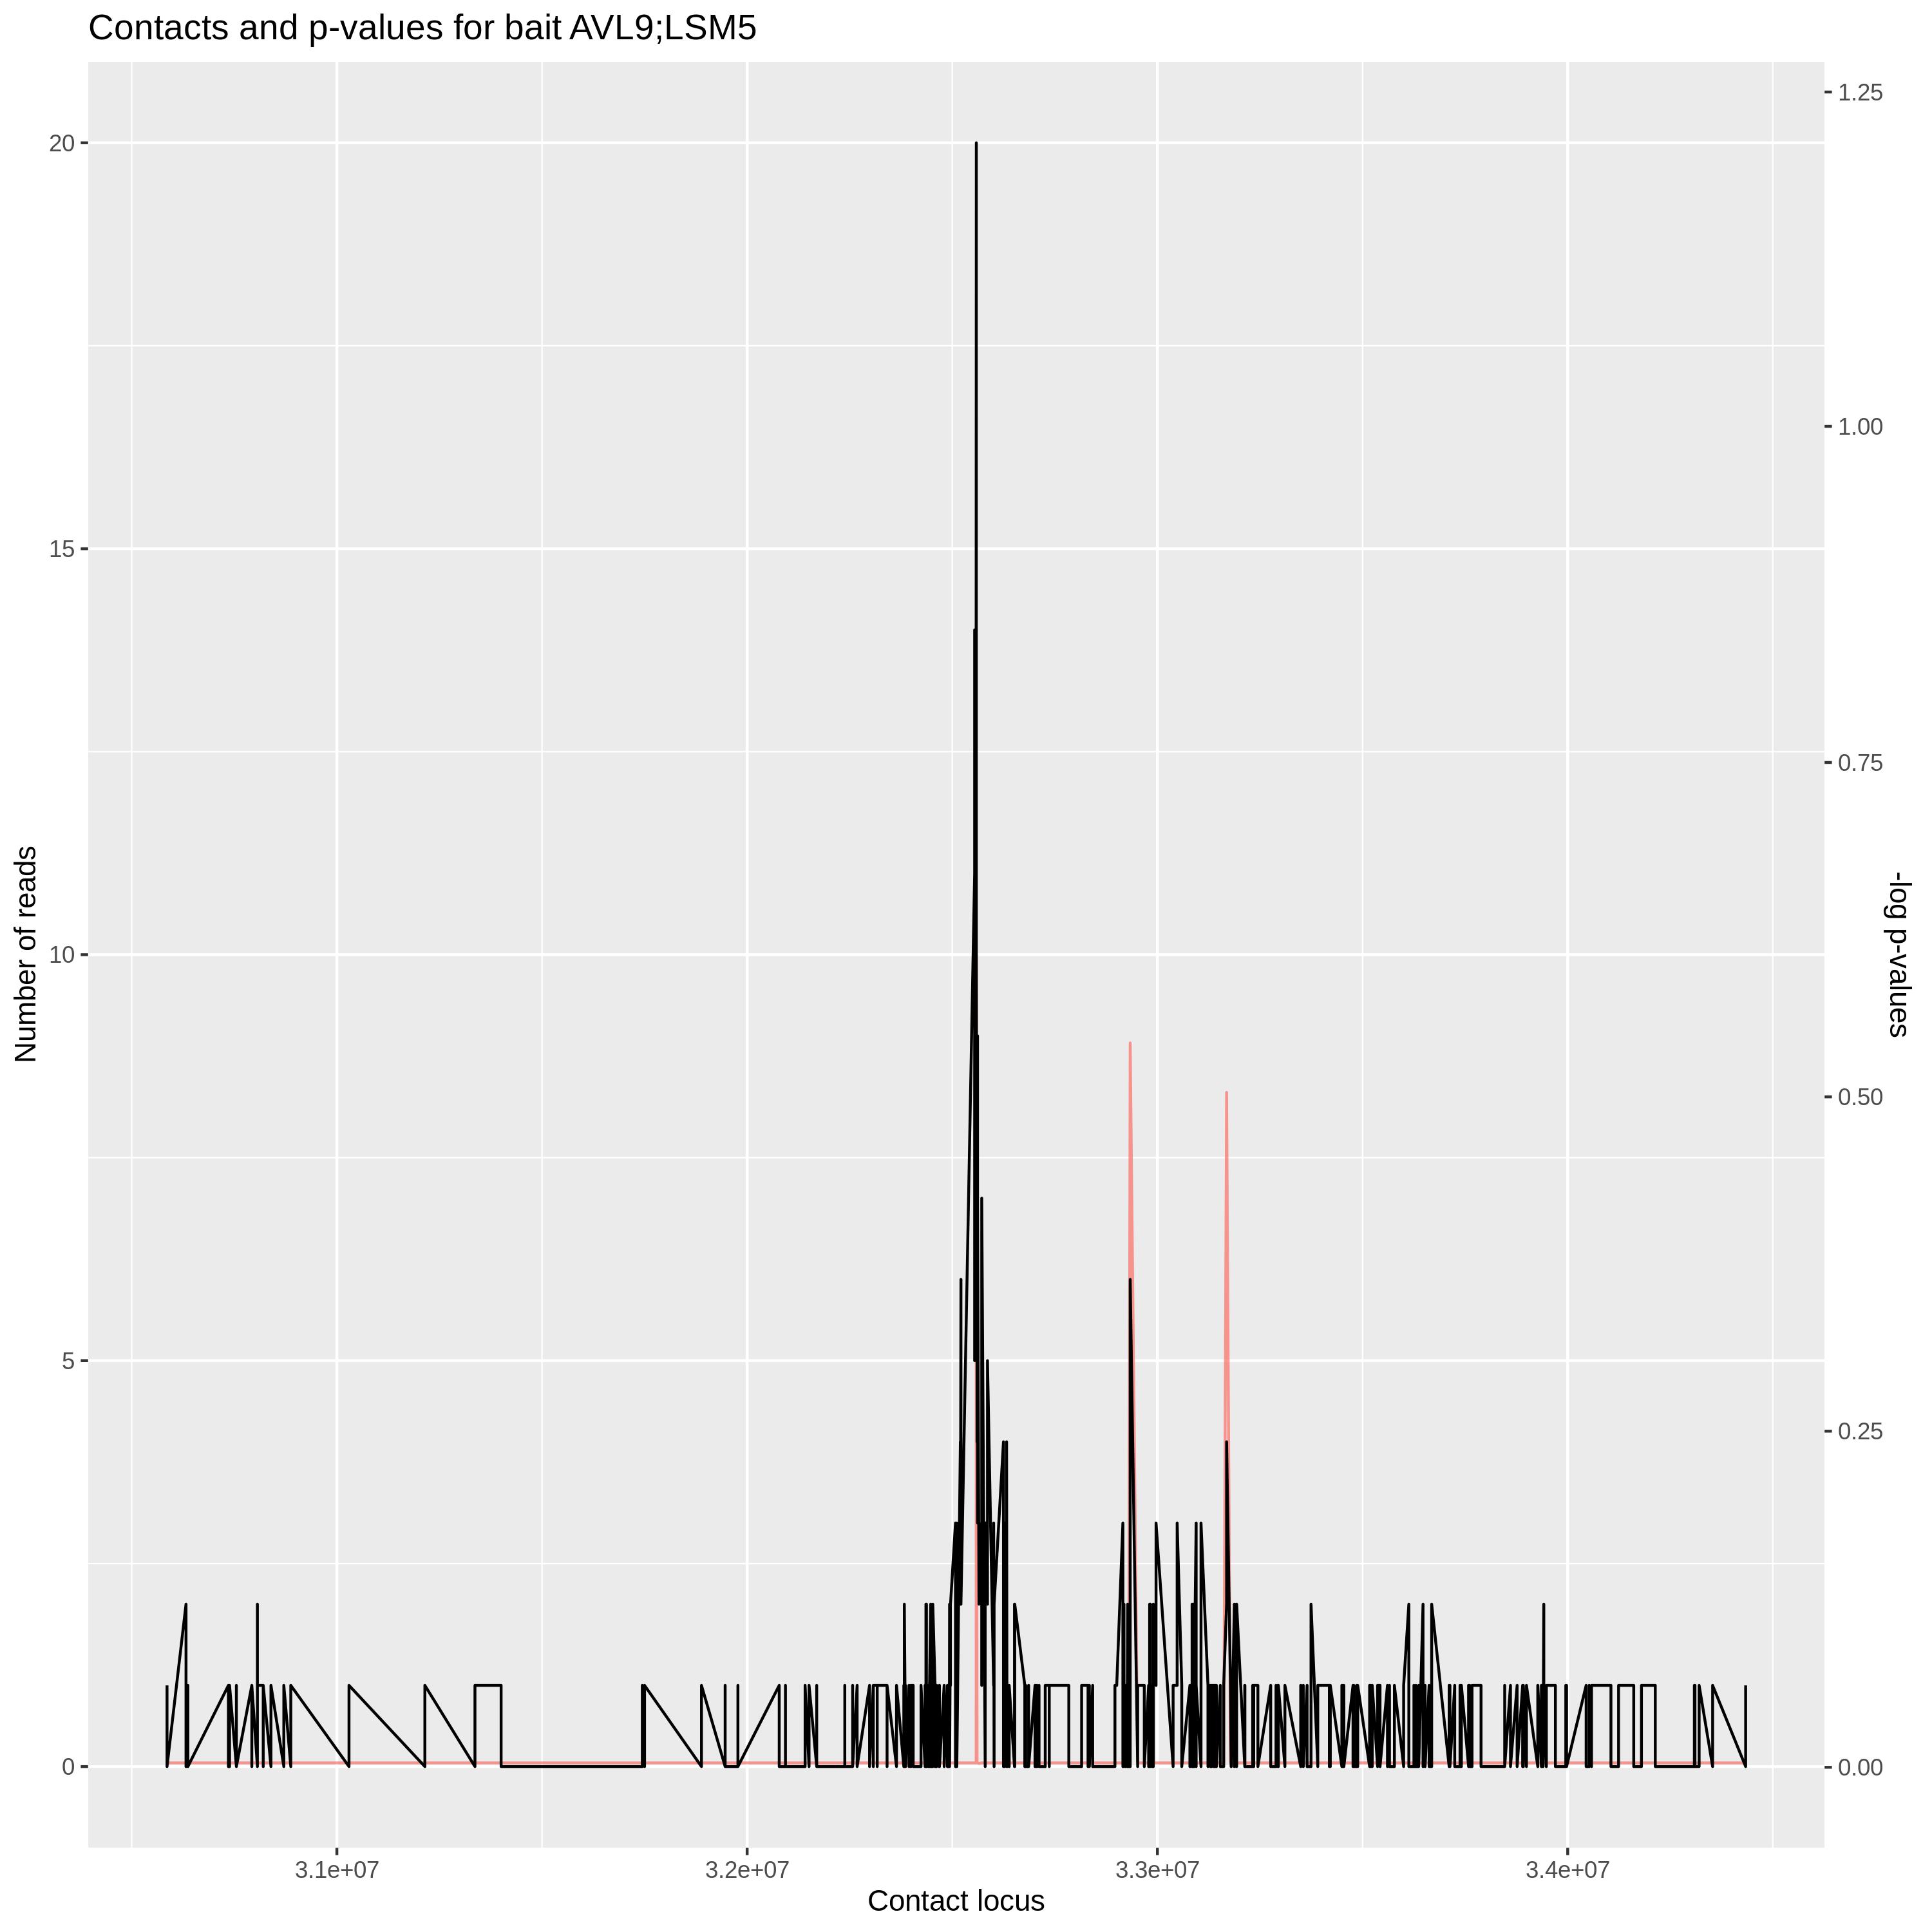 Contacts and p-values for bait AVL9;LSM5
Number of reads
20
15
10
5
0
1.25
1.00
0.75
0.50
0.25
0.00
-log p-values
3.1e+07
3.2e+07
3.3e+07
3.4e+07
Contact locus